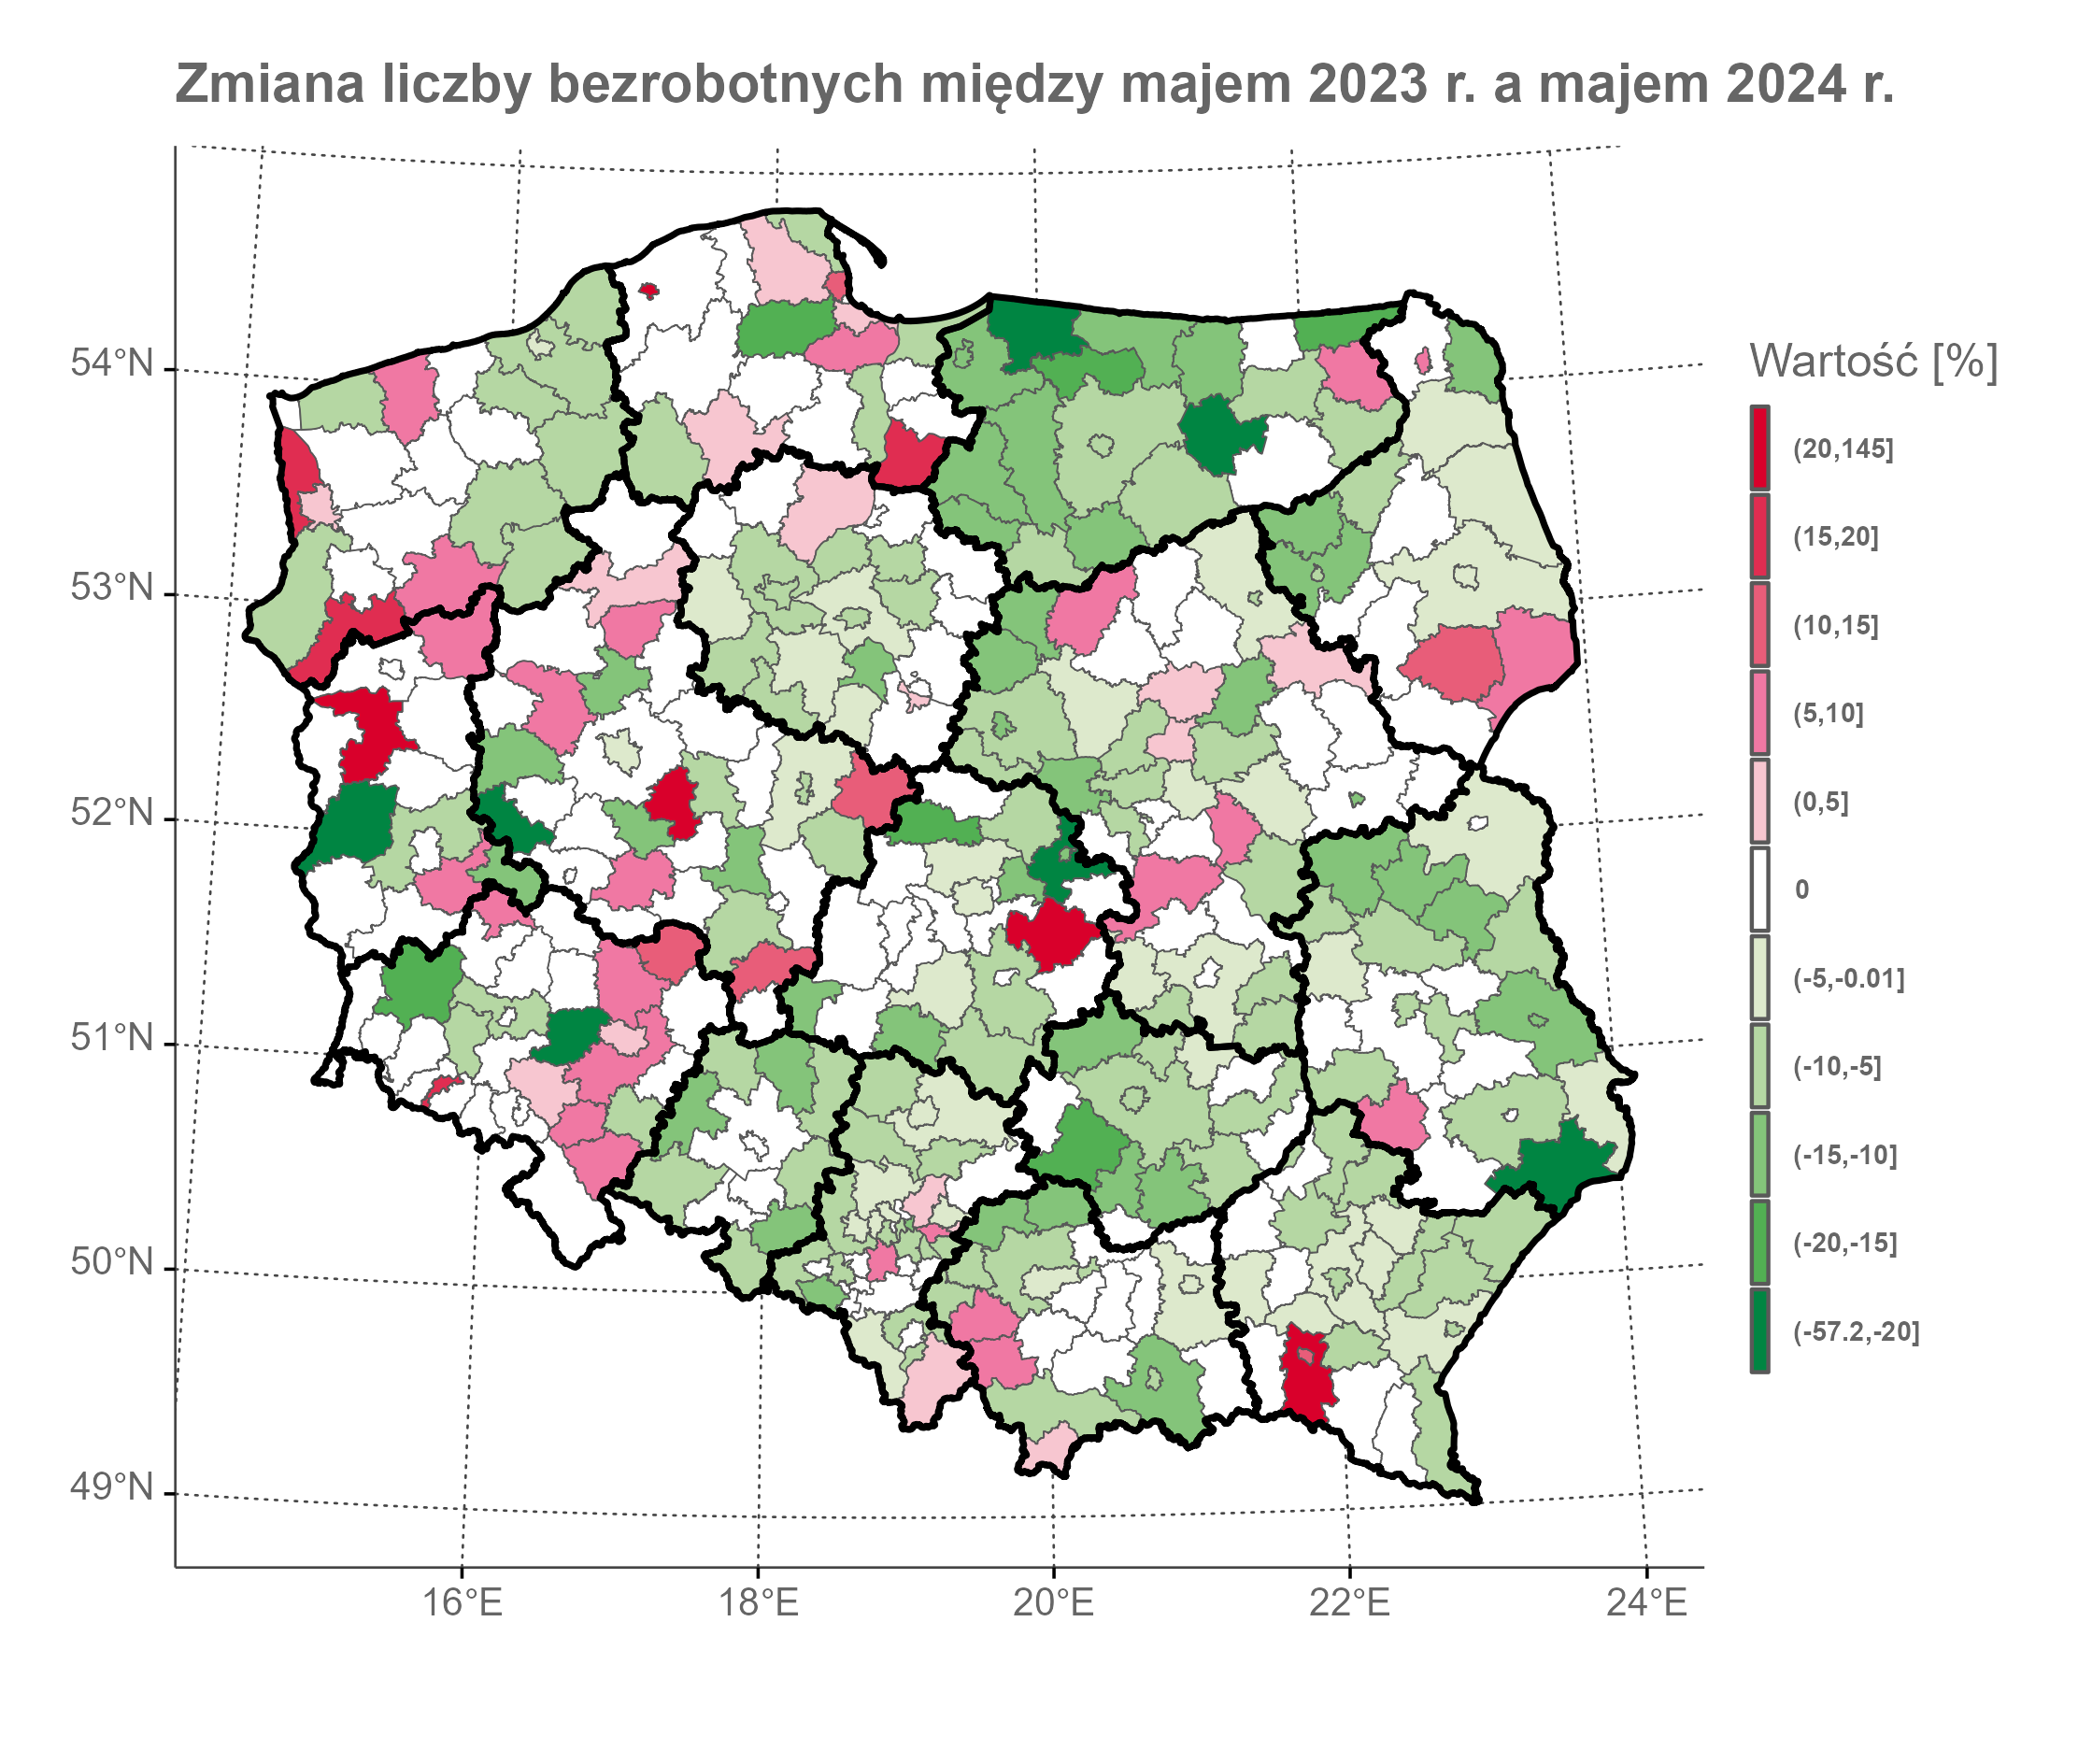 Zmiana liczby bezrobotnych między majem 2023 r. a majem 2024 r.
54°N
53°N
52°N
51°N
50°N
49°N
16°E
18°E
20°E
22°E
24°E
Wartość [%]
(20,145]
(15,20]
(10,15]
(5,10]
(0,5]
0
(-5,-0.01]
(-10,-5]
(-15,-10]
(-20,-15]
(-57.2,-20]